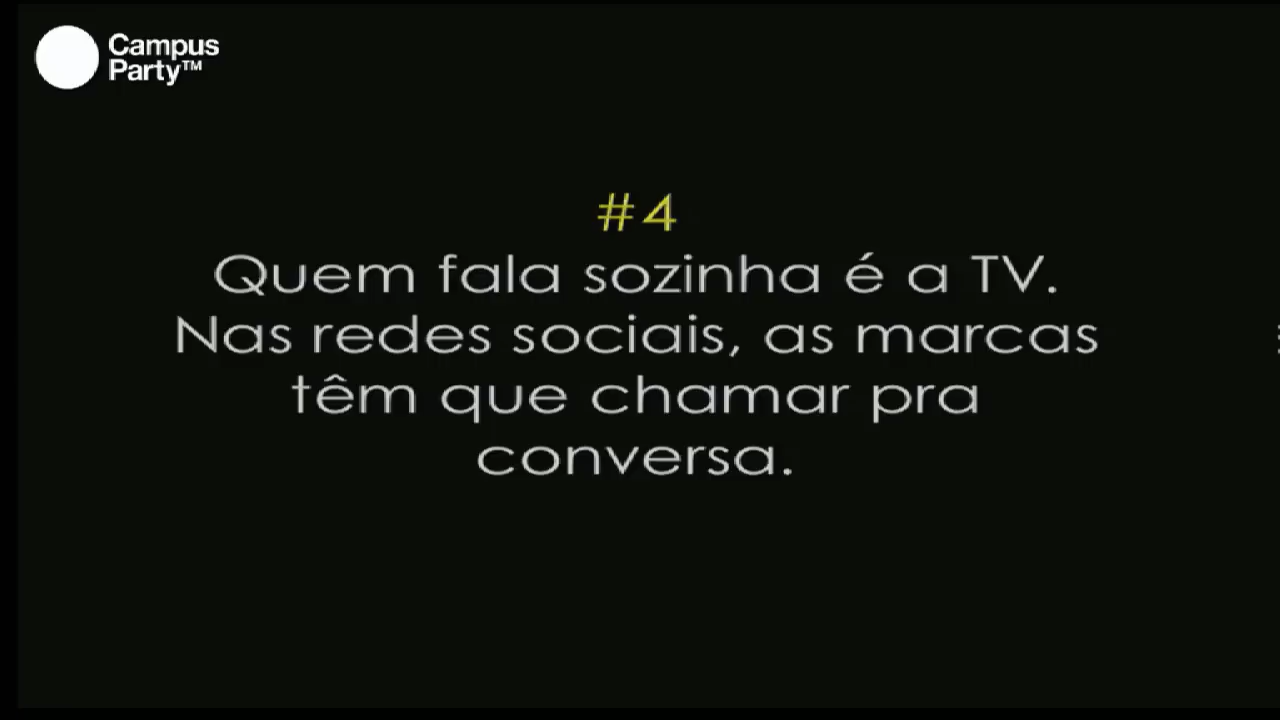 Campus
Party™
#4
Quem fala sozinha é a TV.
Nas redes sociais, as marcas
têm que chamar pra
conversa.